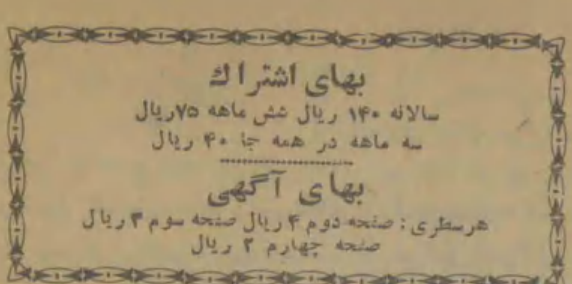 بهای اشتراك
سالانه ۱۴۰ ریال شش ماهه ۷۵ریال
سه ماهه در همه جا ۴۰ ریال
بهای آگهی
هرسطری : صفحه دوم ۴ ریال صفحه سوم ۳ ریال
صفحه چهارم ۲ ریال